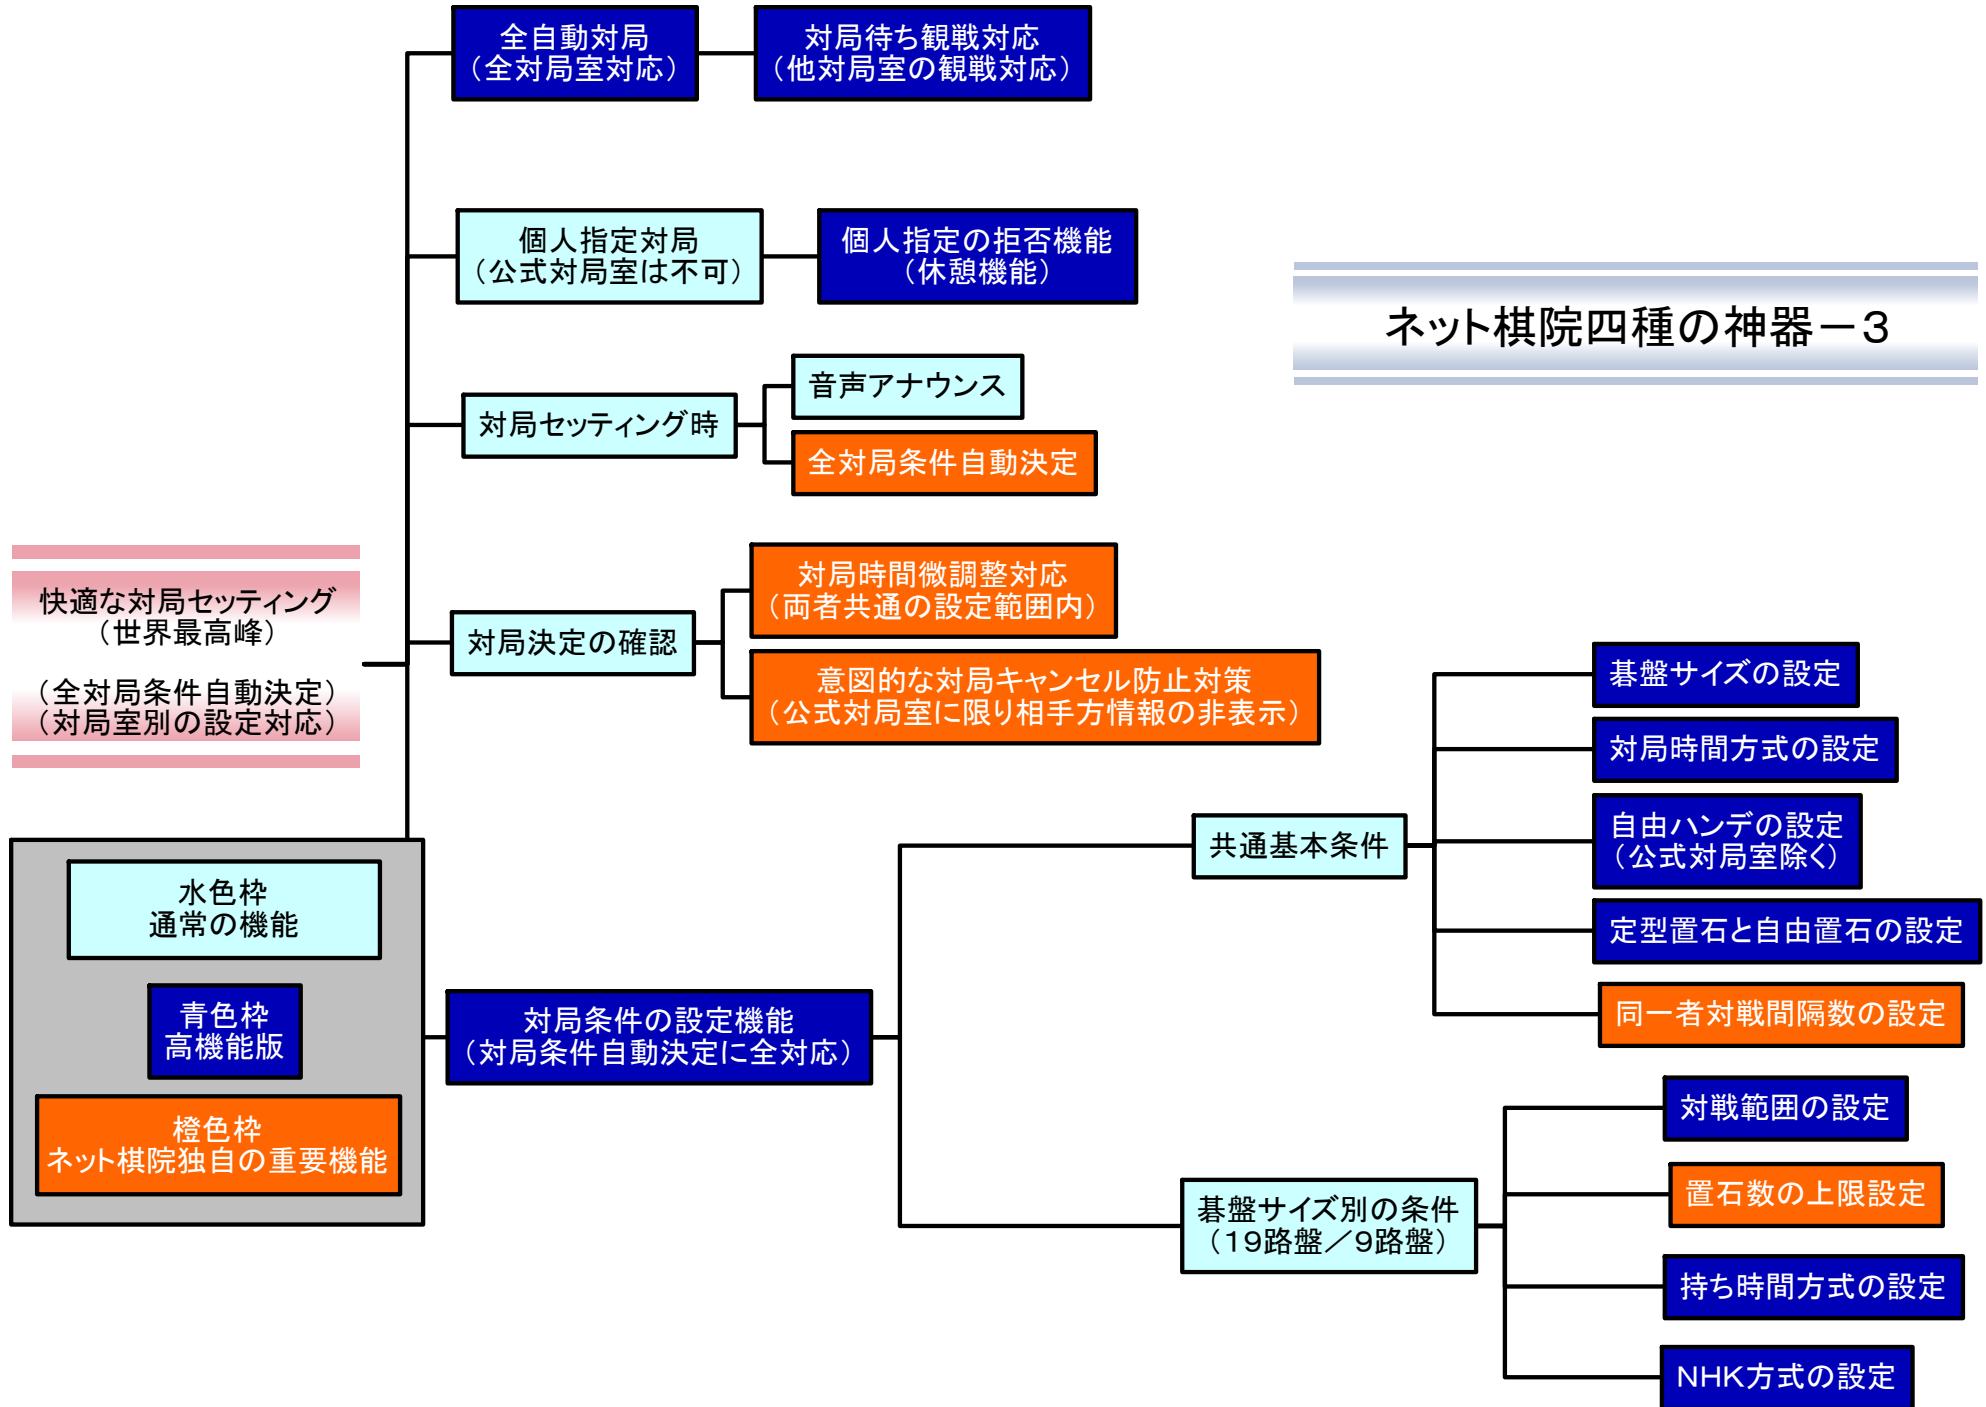 全自動対局
（全対局室対応）
対局待ち観戦対応
（他対局室の観戦対応）
個人指定対局
（公式対局室は不可）
個人指定の拒否機能
（休憩機能）
ネット棋院四種の神器－3
音声アナウンス
対局セッティング時
全対局条件自動決定
快適な対局セッティング
（世界最高峰）
（全対局条件自動決定）
（対局室別の設定対応）
対局時間微調整対応
（両者共通の設定範囲内）
対局決定の確認
意図的な対局キャンセル防止対策
（公式対局室に限り相手方情報の非表示）
碁盤サイズの設定
対局時間方式の設定
共通基本条件
自由ハンデの設定
（公式対局室除く）
定型置石と自由置石の設定
同一者対戦間隔数の設定
水色枠
通常の機能
青色枠
高機能版
橙色枠
ネット棋院独自の重要機能
対局条件の設定機能
（対局条件自動決定に全対応）
対戦範囲の設定
置石数の上限設定
碁盤サイズ別の条件
（19路盤／9路盤）
持ち時間方式の設定
NHK方式の設定